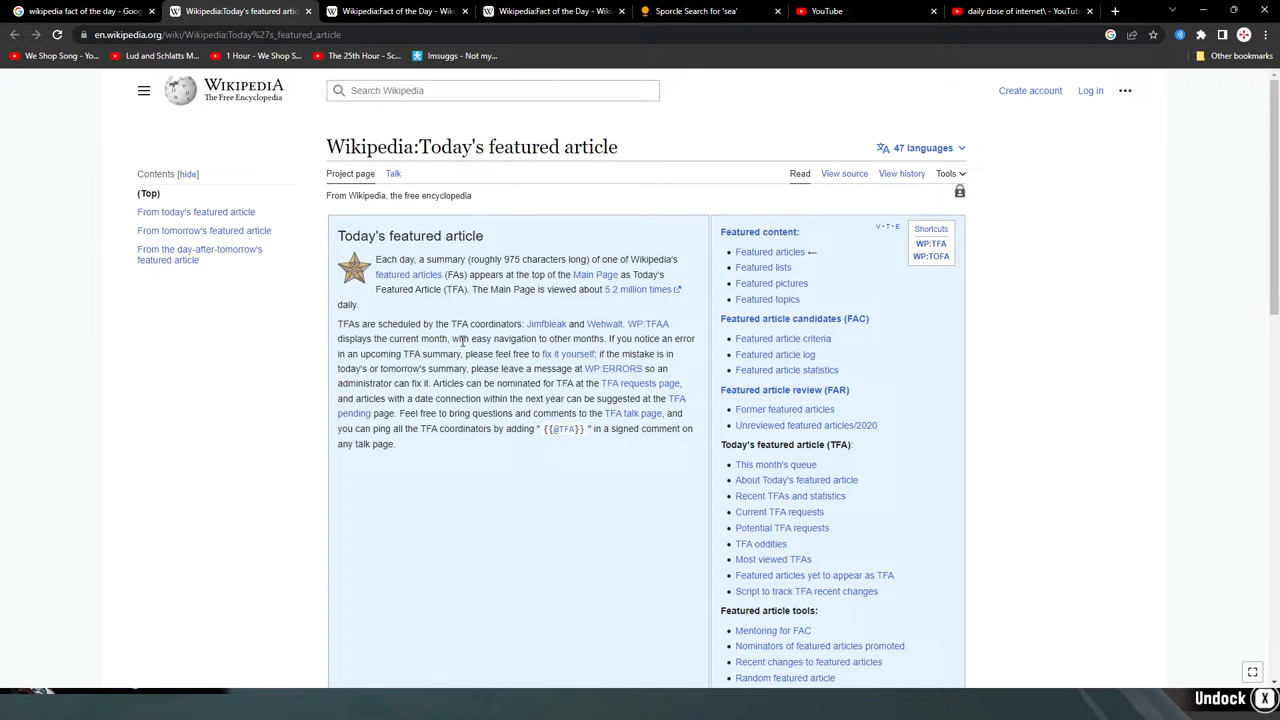 wikipedia fact of the day - Goog
Wikipedia:Today's featured articl
Wikipedia:Fact of the Day - Wiki
Wikipedia:Fact of the Day - Wik
Sporcle Search for 'sea'
YouTube
daily dose of internet\ - YouTub
en.wikipedia.org/wiki/Wikipedia:Today%27s_featured_article
We Shop Song - Yo...
Lud and Schlatts M...
1 Hour - We Shop S...
The 25th Hour - Sc...
Imsuggs - Not my...
Other bookmarks
WIKIPEDIA
The Free Encyclopedia
Search Wikipedia
Create account
Log in
Wikipedia:Today's featured article
47 languages
Contents [hide]
(Top)
From today's featured article
From tomorrow's featured article
From the day-after-tomorrow's
featured article
Project page
Talk
Read
View source
View history
Tools
From Wikipedia, the free encyclopedia
Today's featured article
Each day, a summary (roughly 975 characters long) of one of Wikipedia's
featured articles (FAs) appears at the top of the Main Page as Today's
Featured Article (TFA). The Main Page is viewed about 5.2 million times
daily.
TFAs are scheduled by the TFA coordinators: Jimfbleak and Wehwalt. WP:TFAA
displays the current month, with easy navigation to other months. If you notice an error
in an upcoming TFA summary, please feel free to fix it yourself; if the mistake is in
today's or tomorrow's summary, please leave a message at WP:ERRORS so an
administrator can fix it. Articles can be nominated for TFA at the TFA requests page,
and articles with a date connection within the next year can be suggested at the TFA
pending page. Feel free to bring questions and comments to the TFA talk page, and
you can ping all the TFA coordinators by adding " {{@TFA}} " in a signed comment on
any talk page.
V·T·E
Shortcuts
WP:TFA
WP:TOFA
Featured content:
• Featured articles ←
• Featured lists
• Featured pictures
• Featured topics
Featured article candidates (FAC)
• Featured article criteria
• Featured article log
• Featured article statistics
Featured article review (FAR)
• Former featured articles
• Unreviewed featured articles/2020
Today's featured article (TFA):
• This month's queue
• About Today's featured article
• Recent TFAs and statistics
• Current TFA requests
• Potential TFA requests
• TFA oddities
• Most viewed TFAs
• Featured articles yet to appear as TFA
• Script to track TFA recent changes
Featured article tools:
• Mentoring for FAC
• Nominators of featured articles promoted
• Recent changes to featured articles
• Random featured article
Undock X